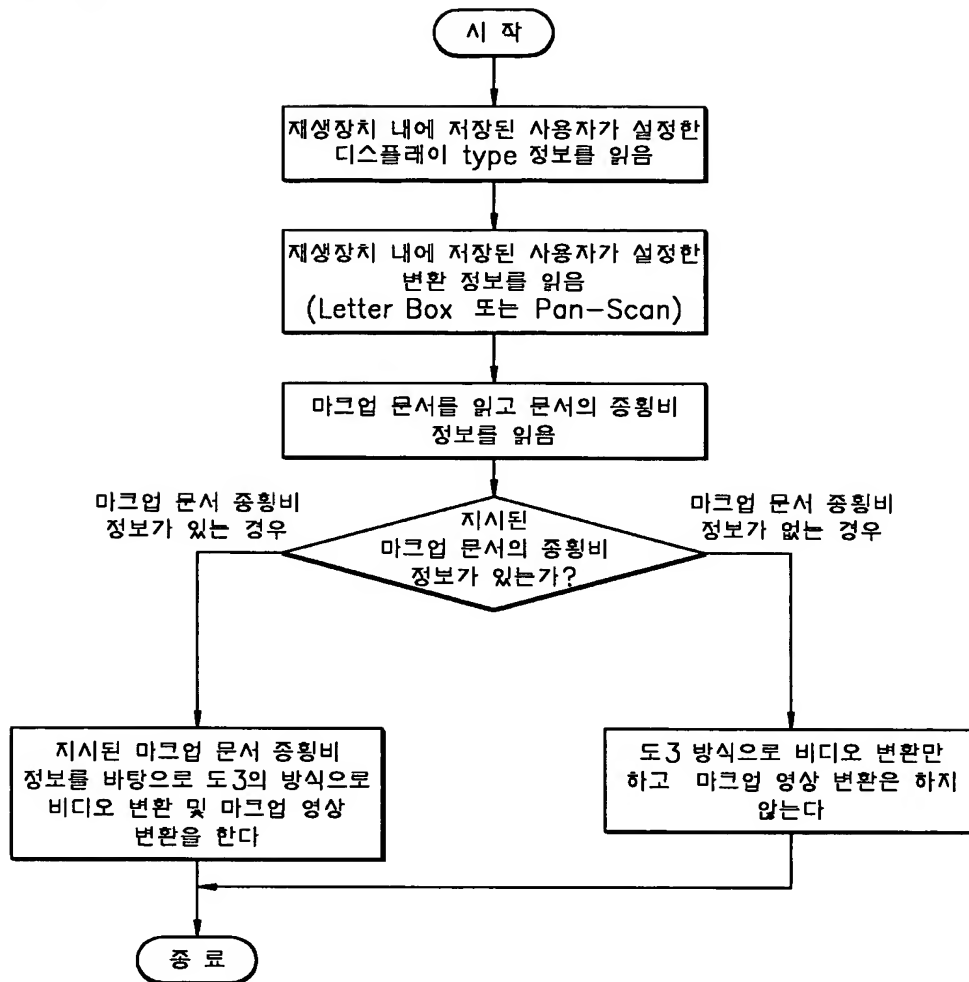 시 작
재생장치 내에 저장된 사용자가 설정한
디스플레이 type 정보를 읽음
재생장치 내에 저장된 사용자가 설정한
변환 정보를 읽음
(Letter Box 또는 Pan-Scan)
마크업 문서를 읽고 문서의 종횡비
정보를 읽음
마크업 문서 종횡비
정보가 있는 경우
지시된
마크업 문서의 종횡비
정보가 있는가?
마크업 문서 종횡비
정보가 없는 경우
지시된 마크업 문서 종횡비
정보를 바탕으로 도3의 방식으로
비디오 변환 및 마크업 영상
변환을 한다
도3 방식으로 비디오 변환만
하고 마크업 영상 변환은 하지
않는다
종 료